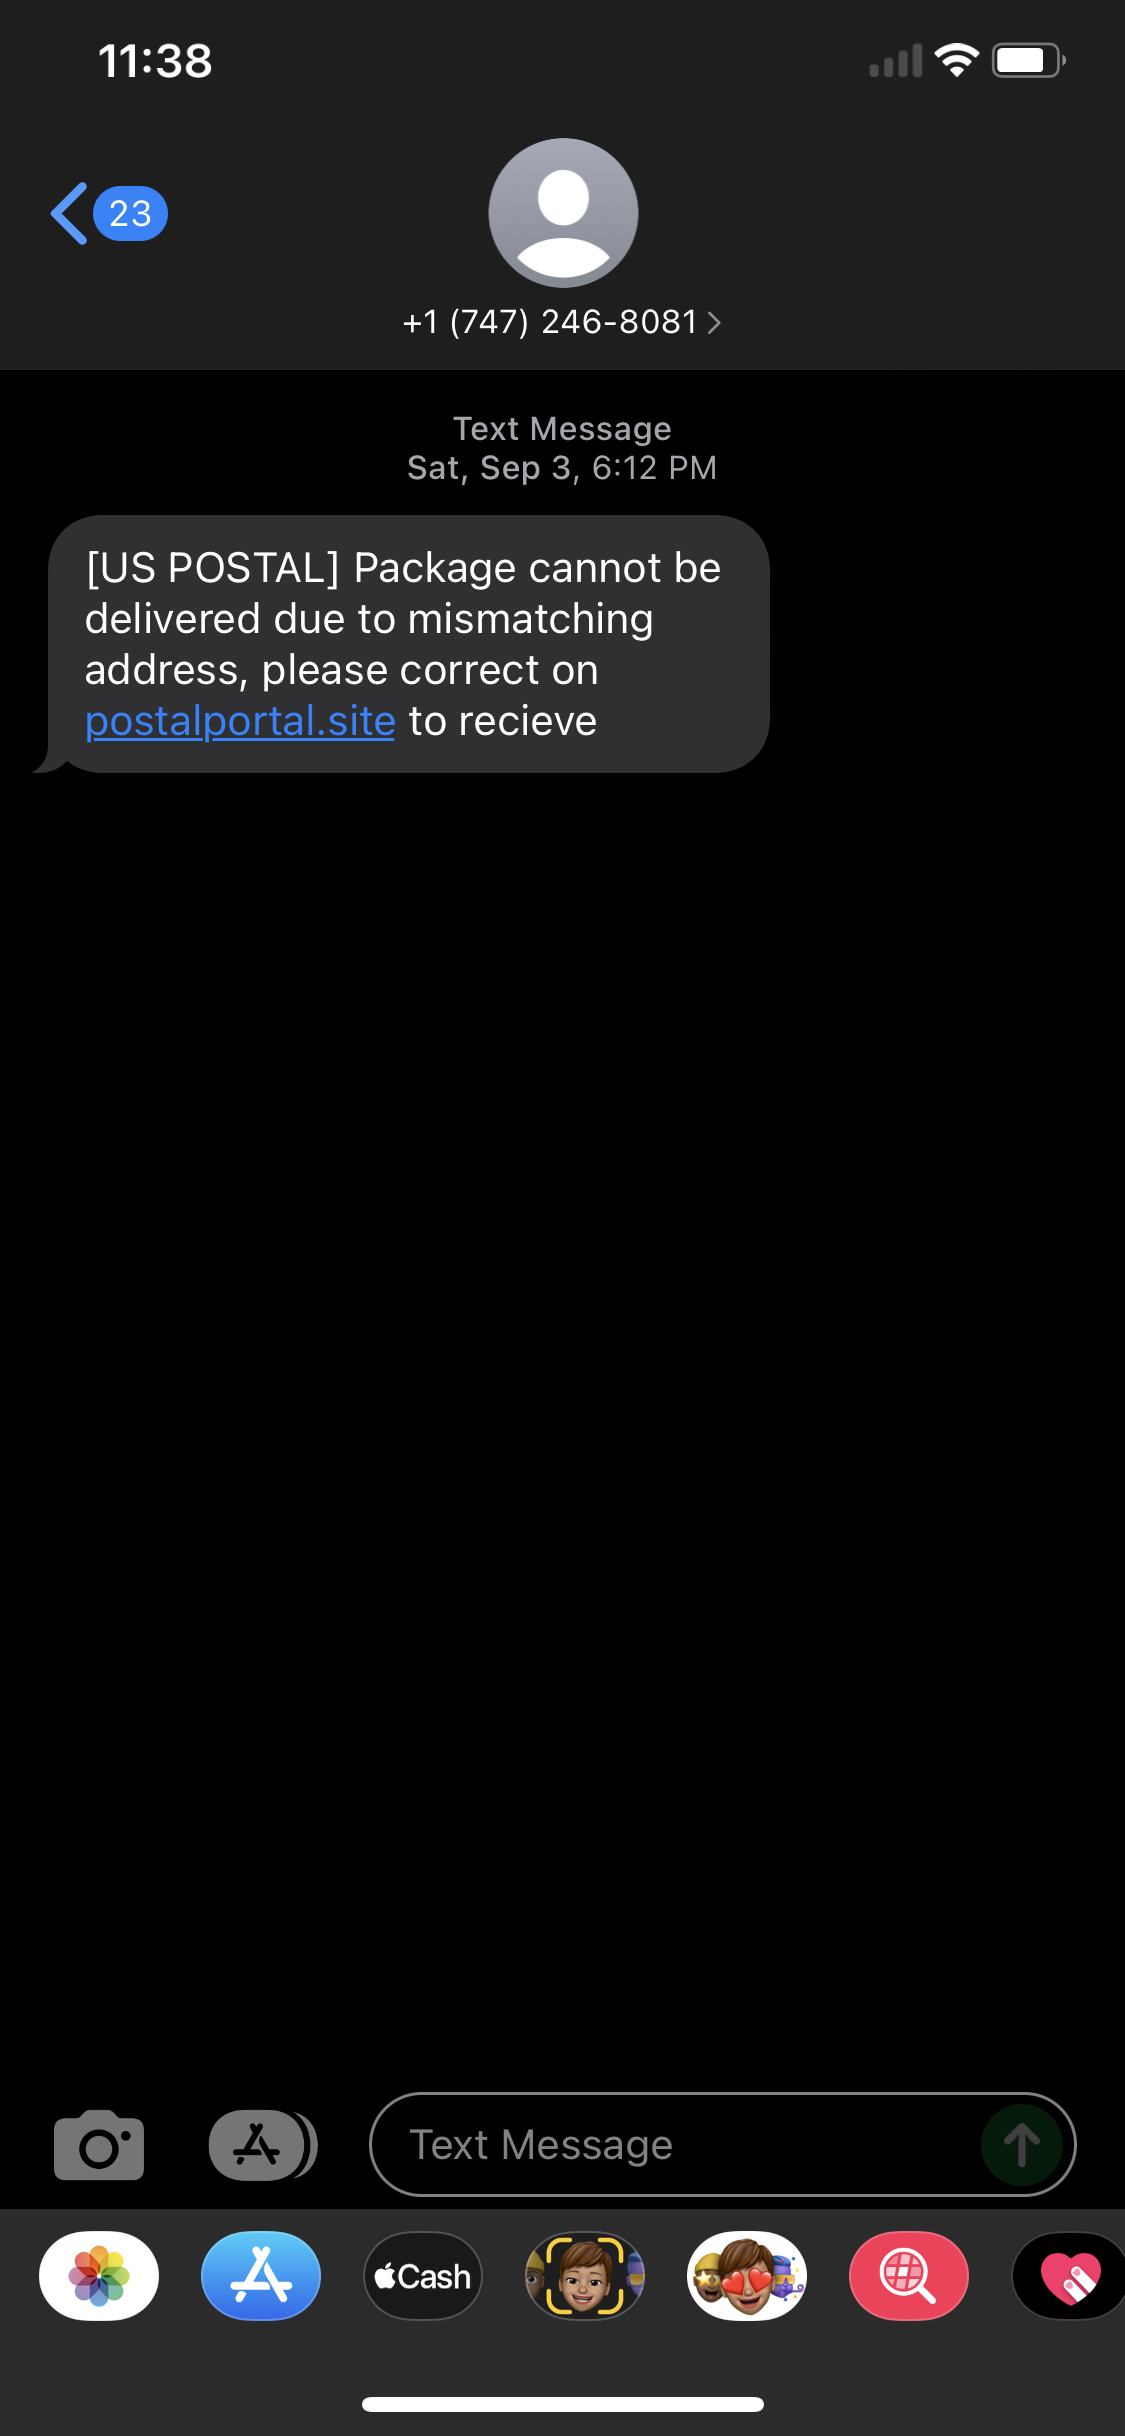 11:38
23
+1 (747) 246-8081
Text Message
Sat, Sep 3, 6:12 PM
[US POSTAL] Package cannot be
delivered due to mismatching
address, please correct on
postalportal.site to recieve
Text Message
Cash